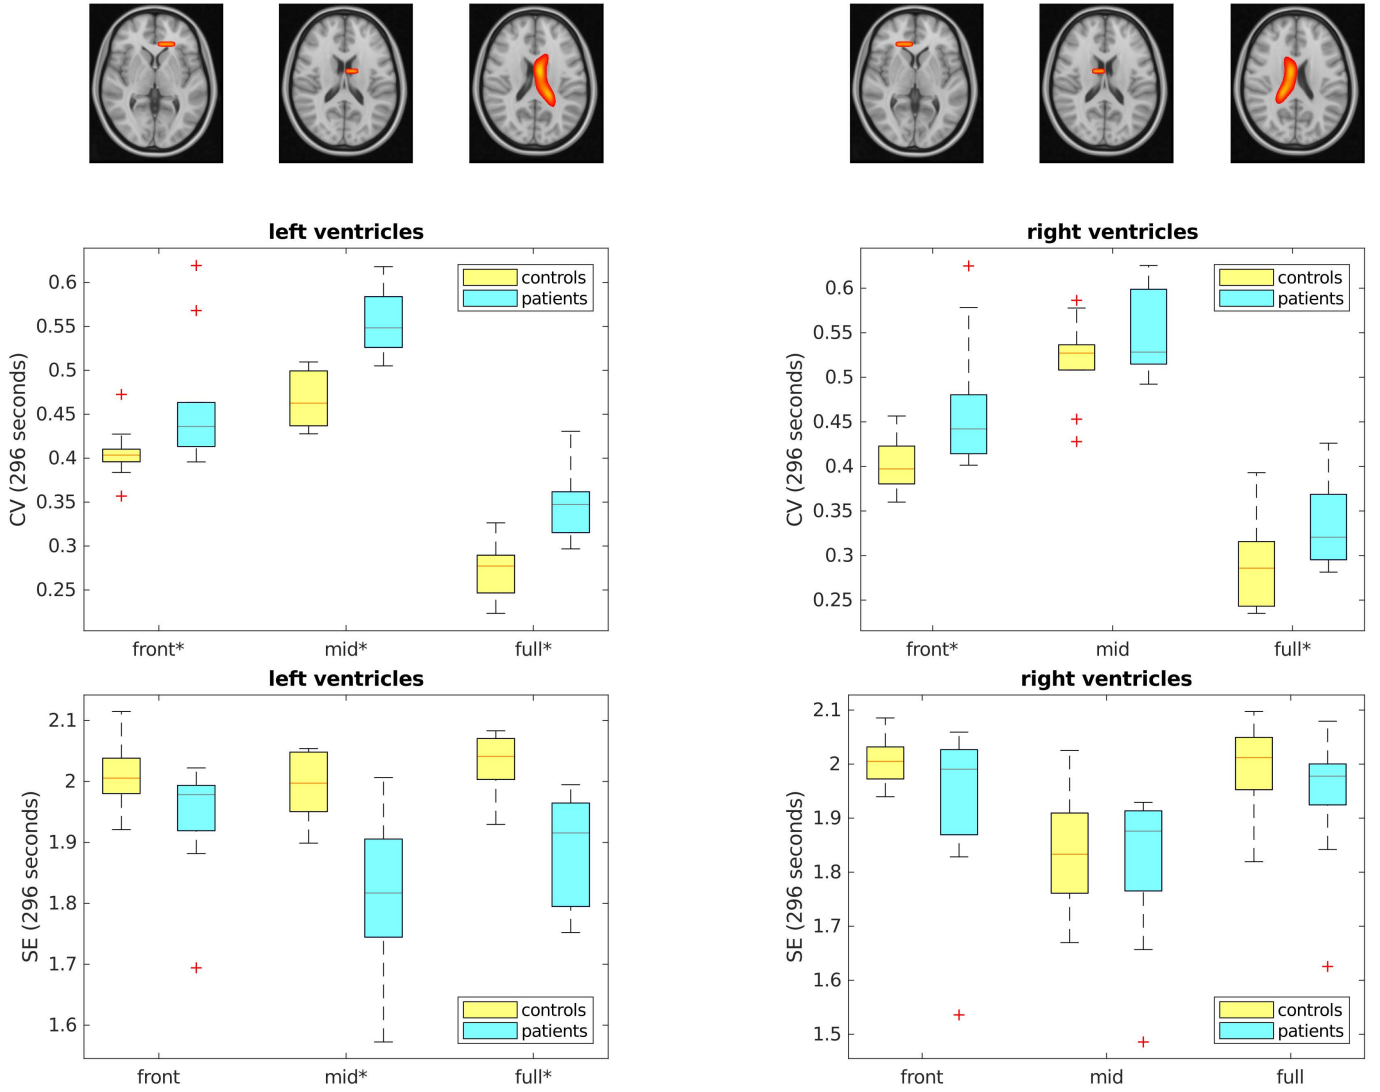 left ventricles
CV (296 seconds)
0.6
0.55
0.5
0.45
0.4
0.35
0.3
0.25
controls
patients
front* mid* full*
right ventricles
CV (296 seconds)
0.6
0.55
0.5
0.45
0.4
0.35
0.3
0.25
controls
patients
front* mid full*
left ventricles
SE (296 seconds)
2.1
2
1.9
1.8
1.7
1.6
controls
patients
front mid* full*
right ventricles
SE (296 seconds)
2.1
2
1.9
1.8
1.7
1.6
1.5
controls
patients
front mid full